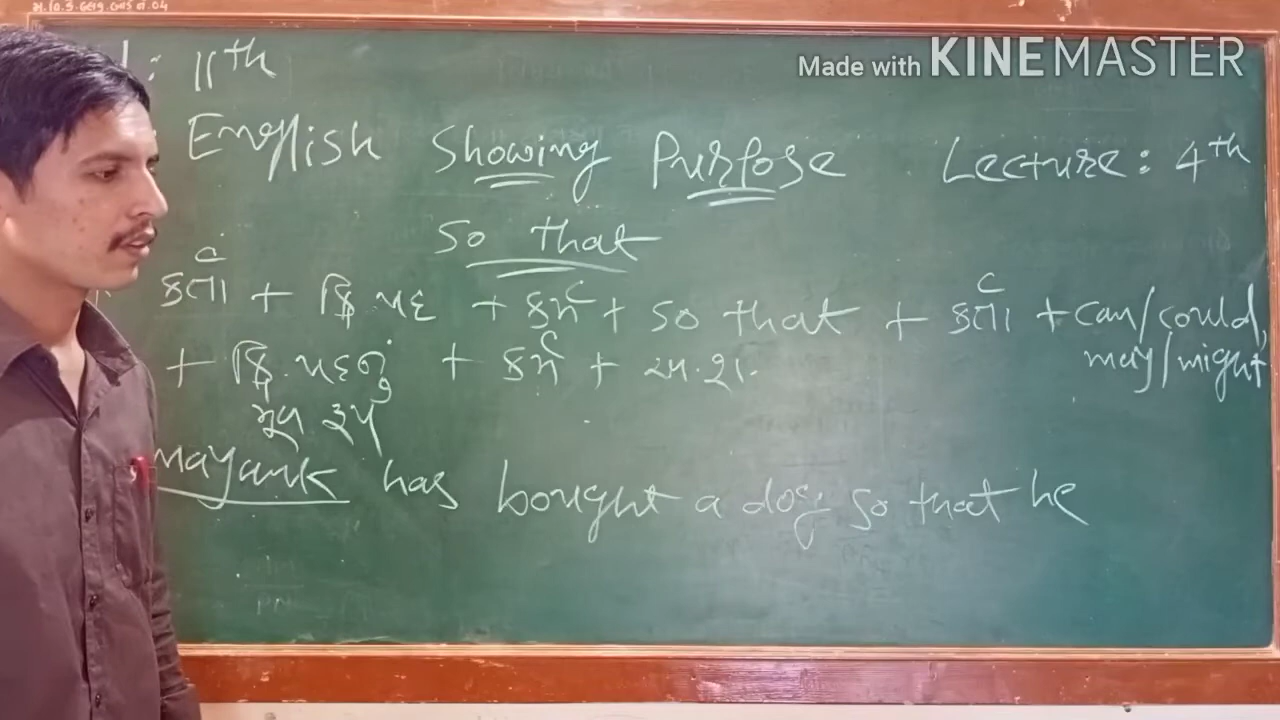 Made with KINEMASTER
: 11th
English Showing Purpose Lecture: 4th
So that
કર્તા + ક્રિ.પદ + કર્મ + so that + કર્તા + can/could, may/might
+ ક્રિ.પદનું મૂળ રૂપ + કર્મ + અ.શ.
Mayank has bought a dog so that he